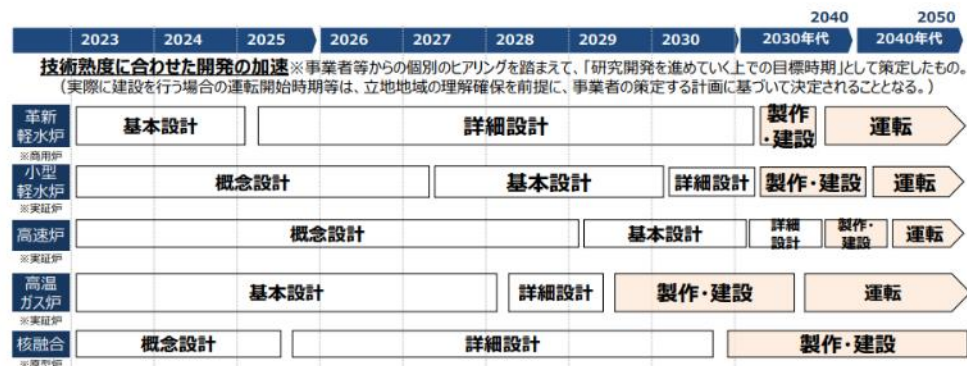 2040 2050
2023 2024 2025 2026 2027 2028 2029 2030 2030年代 2040年代
技術熟度に合わせた開発の加速※事業者等からの個別のヒアリングを踏まえて、「研究開発を進めていく上での目標時期」として策定したもの。
(実際に建設を行う場合の運転開始時期等は、立地地域の理解確保を前提に、事業者の策定する計画に基づいて決定されることとなる。)
革新
軽水炉
※商用炉
基本設計 詳細設計 製作
・建設 運転
小型
軽水炉
※実証炉
概念設計 基本設計 詳細設計 製作・建設 運転
高速炉
※実証炉
概念設計 基本設計 詳細
設計 製作・
建設 運転
高温
ガス炉
※実証炉
基本設計 詳細設計 製作・建設 運転
核融合
※原型炉
概念設計 詳細設計 製作・建設